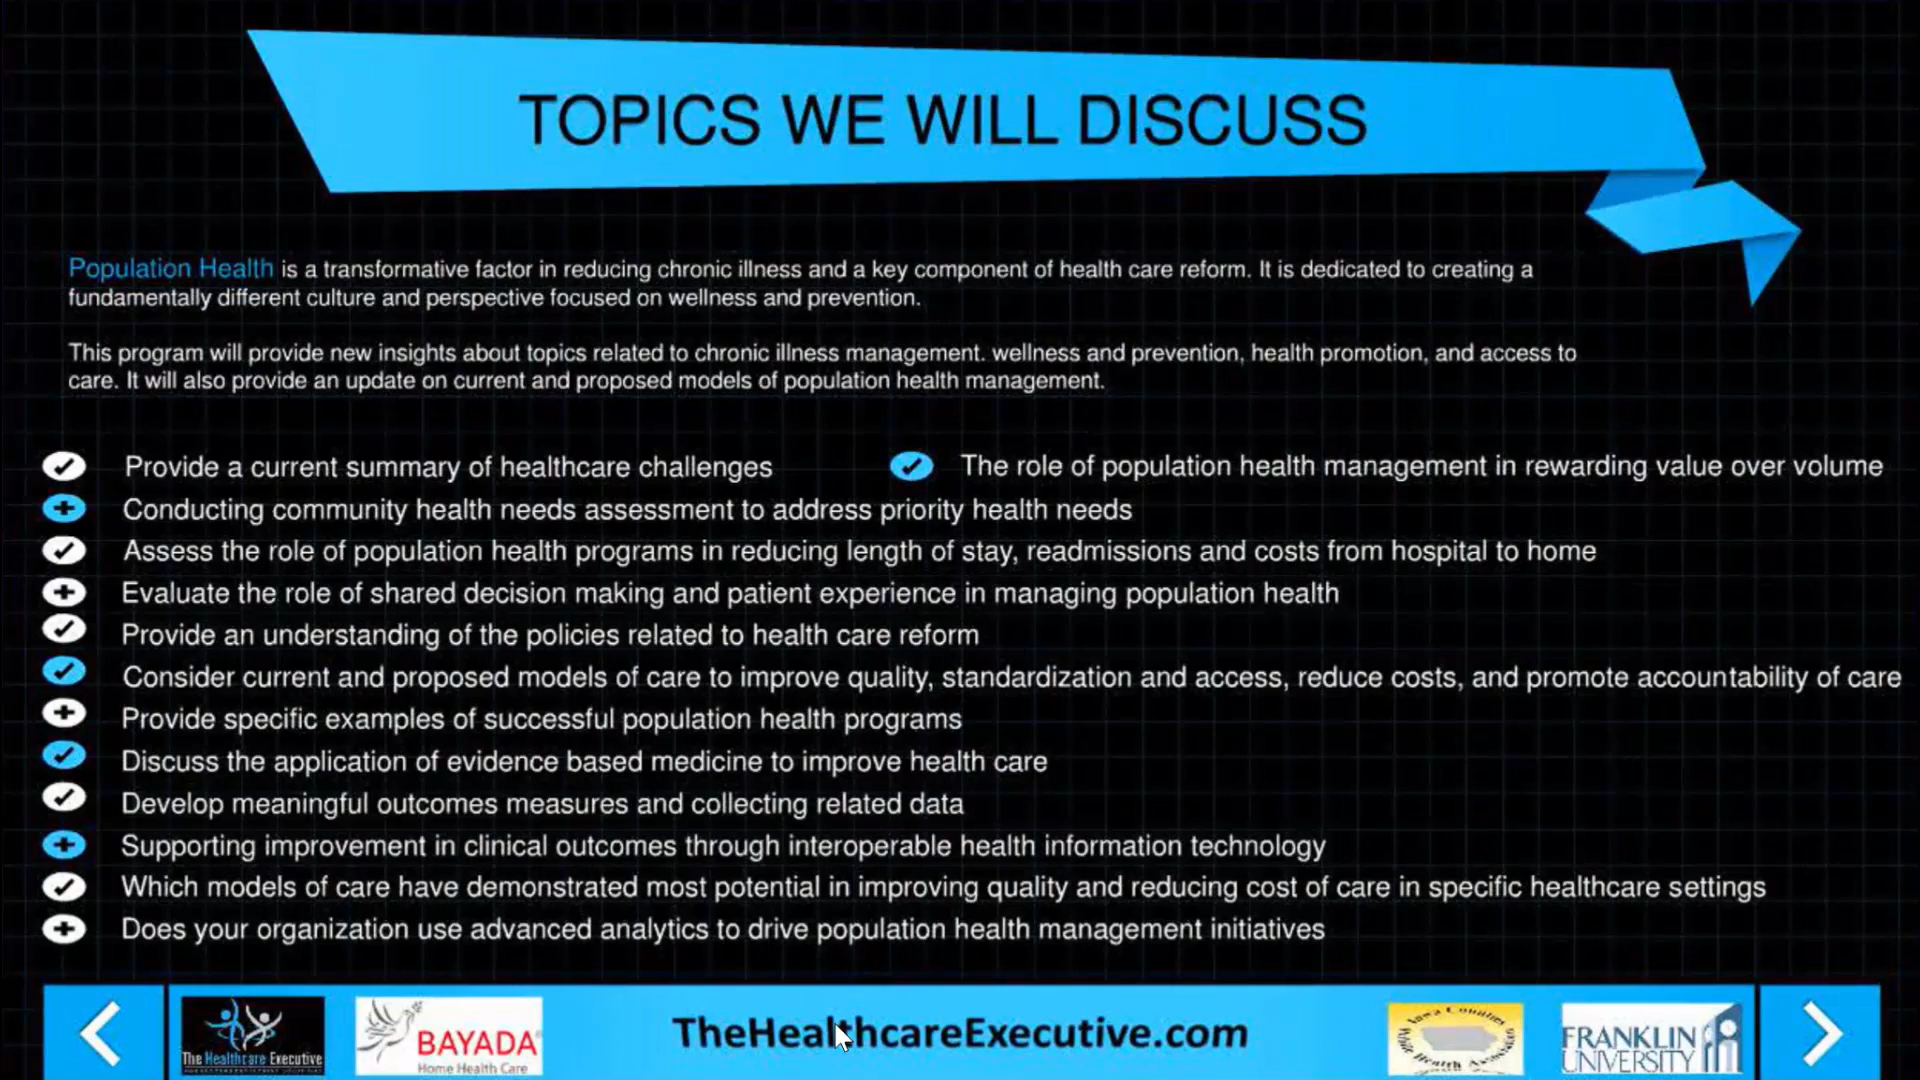 TOPICS WE WILL DISCUSS
Population Health is a transformative factor in reducing chronic illness and a key component of health care reform. It is dedicated to creating a
fundamentally different culture and perspective focused on wellness and prevention.
This program will provide new insights about topics related to chronic illness management. wellness and prevention, health promotion, and access to
care. It will also provide an update on current and proposed models of population health management.
Provide a current summary of healthcare challenges
The role of population health management in rewarding value over volume
Conducting community health needs assessment to address priority health needs
Assess the role of population health programs in reducing length of stay, readmissions and costs from hospital to home
Evaluate the role of shared decision making and patient experience in managing population health
Provide an understanding of the policies related to health care reform
Consider current and proposed models of care to improve quality, standardization and access, reduce costs, and promote accountability of care
Provide specific examples of successful population health programs
Discuss the application of evidence based medicine to improve health care
Develop meaningful outcomes measures and collecting related data
Supporting improvement in clinical outcomes through interoperable health information technology
Which models of care have demonstrated most potential in improving quality and reducing cost of care in specific healthcare settings
Does your organization use advanced analytics to drive population health management initiatives
The Healthcare Executive
BAYADA
Home Health Care
TheHealthcareExecutive.com
Iowa Counties
Public Health Association
FRANKLIN
UNIVERSITY